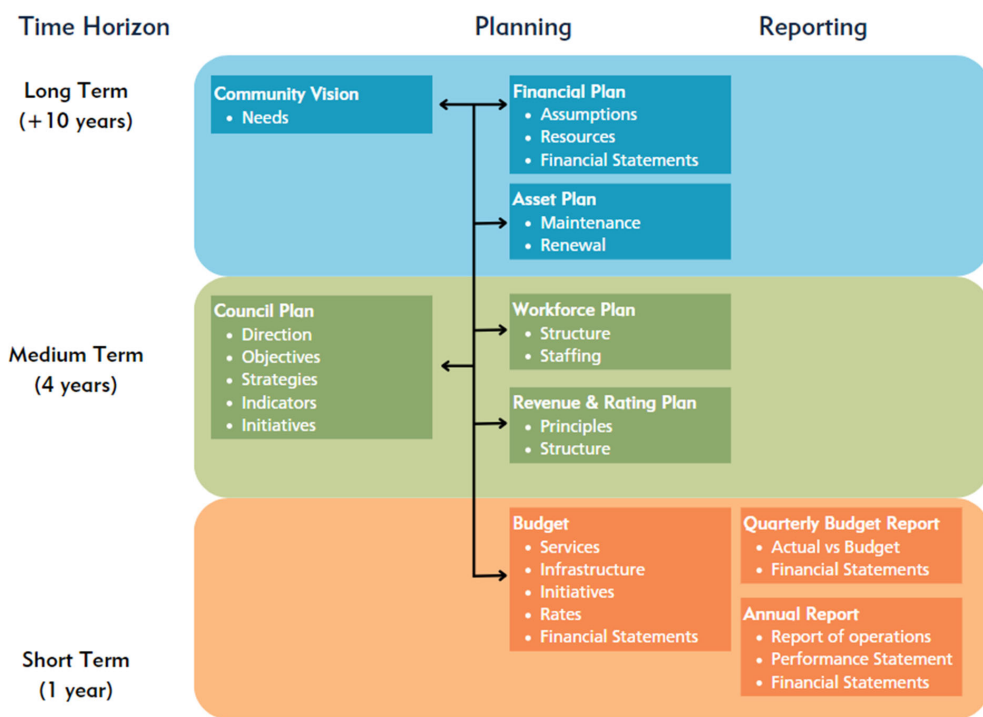 Time Horizon
Planning
Reporting
Long Term
(+10 years)
Community Vision
• Needs
Financial Plan
• Assumptions
• Resources
• Financial Statements
Asset Plan
• Maintenance
• Renewal
Medium Term
(4 years)
Council Plan
• Direction
• Objectives
• Strategies
• Indicators
• Initiatives
Workforce Plan
• Structure
• Staffing
Revenue & Rating Plan
• Principles
• Structure
Short Term
(1 year)
Budget
• Services
• Infrastructure
• Initiatives
• Rates
• Financial Statements
Quarterly Budget Report
• Actual vs Budget
• Financial Statements
Annual Report
• Report of operations
• Performance Statement
• Financial Statements